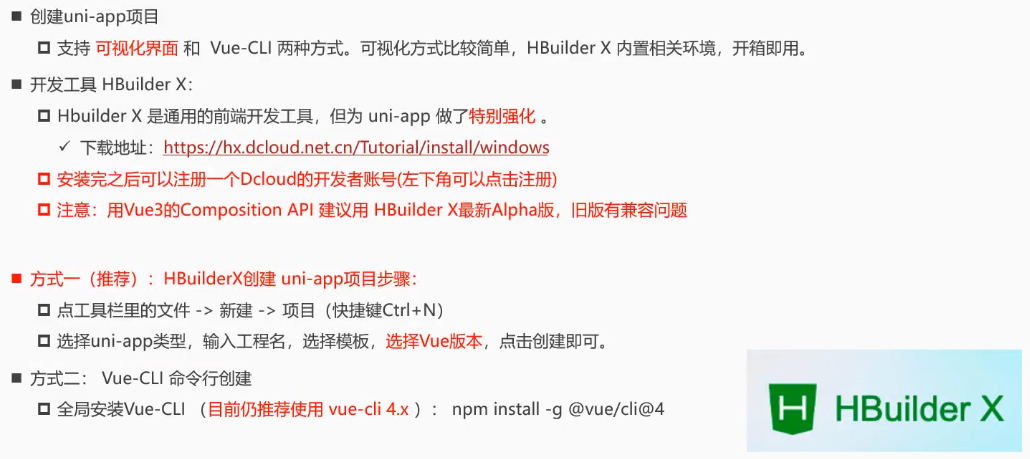 创建uni-app项目
支持 可视化界面 和 Vue-CLI 两种方式。可视化方式比较简单，HBuilder X 内置相关环境，开箱即用。
开发工具 HBuilder X：
Hbuilder X 是通用的前端开发工具，但为 uni-app 做了特别强化 。
下载地址：https://hx.dcloud.net.cn/Tutorial/install/windows
安装完之后可以注册一个Dcloud的开发者账号(左下角可以点击注册)
注意：用Vue3的Composition API 建议用 HBuilder X最新Alpha版，旧版有兼容问题
方式一（推荐）：HBuilderX创建 uni-app项目步骤：
点工具栏里的文件 -> 新建 -> 项目（快捷键Ctrl+N）
选择uni-app类型，输入工程名，选择模板，选择Vue版本，点击创建即可。
方式二： Vue-CLI 命令行创建
全局安装Vue-CLI （目前仍推荐使用 vue-cli 4.x ）： npm install -g @vue/cli@4
H HBuilder X